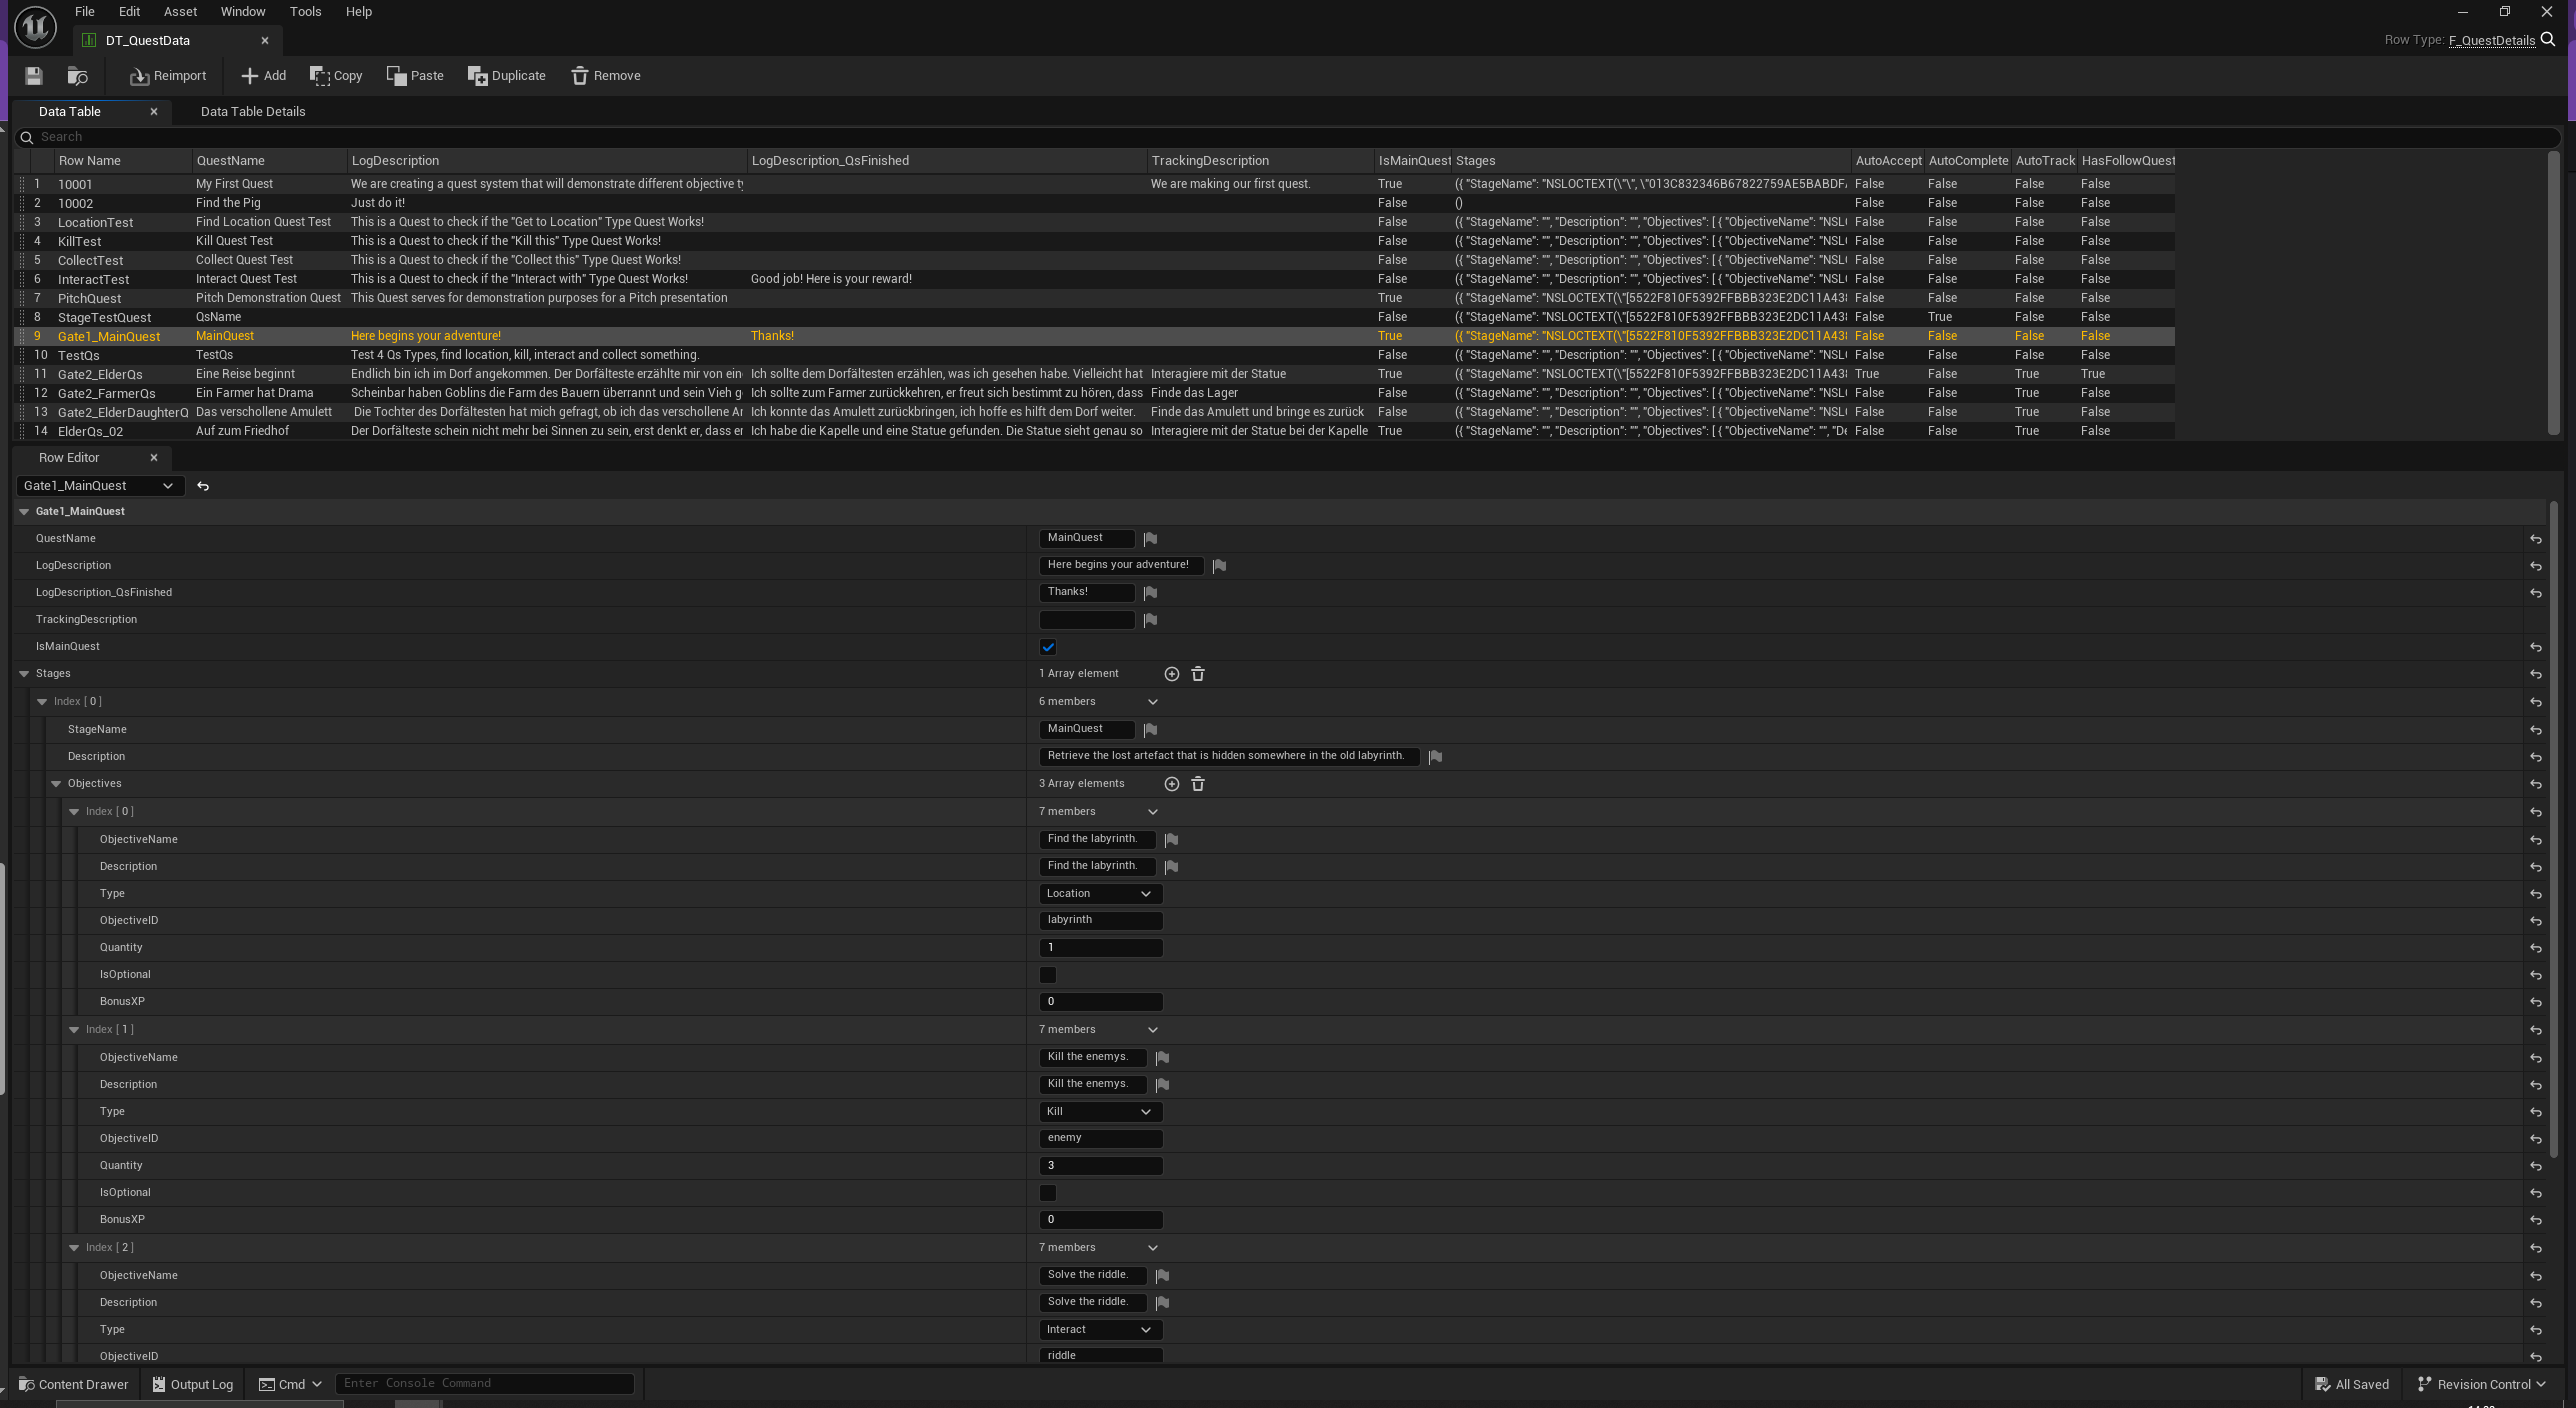 File Edit Asset Window Tools Help
DT_QuestData
Row Type: F_QuestDetails
Reimport Add Copy Paste Duplicate Remove
Data Table Data Table Details
Search
Row Name QuestName LogDescription LogDescription_QsFinished TrackingDescription IsMainQuest Stages AutoAccept AutoComplete AutoTrack HasFollowQuest
1 10001 My First Quest We are creating a quest system that will demonstrate different objective ty We are making our first quest. True ({ "StageName": "NSLOCTEXT(\"\", \"013C832346B67822759AE5BABDF False False False False
2 10002 Find the Pig Just do it! False () False False False False
3 LocationTest Find Location Quest Test This is a Quest to check if the "Get to Location" Type Quest Works! False ({ "StageName": "", "Description": "", "Objectives": [ { "ObjectiveName": "NSL False False False False
4 KillTest Kill Quest Test This is a Quest to check if the "Kill this" Type Quest Works! False ({ "StageName": "", "Description": "", "Objectives": [ { "ObjectiveName": "NSL False False False False
5 CollectTest Collect Quest Test This is a Quest to check if the "Collect this" Type Quest Works! False ({ "StageName": "", "Description": "", "Objectives": [ { "ObjectiveName": "NSL False False False False
6 InteractTest Interact Quest Test This is a Quest to check if the "Interact with" Type Quest Works! Good job! Here is your reward! False ({ "StageName": "", "Description": "", "Objectives": [ { "ObjectiveName": "NSL False False False False
7 PitchQuest Pitch Demonstration Quest This Quest serves for demonstration purposes for a Pitch presentation True ({ "StageName": "NSLOCTEXT(\"[5522F810F5392FFBBB323E2DC11A438 False False False False
8 StageTestQuest QsName False ({ "StageName": "NSLOCTEXT(\"[5522F810F5392FFBBB323E2DC11A438 False True False False
9 Gate1_MainQuest MainQuest Here begins your adventure! Thanks! True ({ "StageName": "NSLOCTEXT(\"[5522F810F5392FFBBB323E2DC11A438 False False False False
10 TestQs TestQs Test 4 Qs Types, find location, kill, interact and collect something. False ({ "StageName": "", "Description": "", "Objectives": [ { "ObjectiveName": "NSL False False False False
11 Gate2_ElderQs Eine Reise beginnt Endlich bin ich im Dorf angekommen. Der Dorfälteste erzählte mir von ein Ich sollte dem Dorfältesten erzählen, was ich gesehen habe. Vielleicht hat Interagiere mit der Statue True ({ "StageName": "NSLOCTEXT(\"[5522F810F5392FFBBB323E2DC11A438 True False True True
12 Gate2_FarmerQs Ein Farmer hat Drama Scheinbar haben Goblins die Farm des Bauern überrannt und sein Vieh g Ich sollte zum Farmer zurückkehren, er freut sich bestimmt zu hören, dass Finde das Lager False ({ "StageName": "", "Description": "", "Objectives": [ { "ObjectiveName": "NSL False False True False
13 Gate2_ElderDaughterQ Das verschollene Amulett Die Tochter des Dorfältesten hat mich gefragt, ob ich das verschollene Ar Ich konnte das Amulett zurückbringen, ich hoffe es hilft dem Dorf weiter. Finde das Amulett und bringe es zurück False ({ "StageName": "", "Description": "", "Objectives": [ { "ObjectiveName": "NSL False False True False
14 ElderQs_02 Auf zum Friedhof Der Dorfälteste schein nicht mehr bei Sinnen zu sein, erst denkt er, dass er Ich habe die Kapelle und eine Statue gefunden. Die Statue sieht genau so Interagiere mit der Statue bei der Kapelle True ({ "StageName": "", "Description": "", "Objectives": [ { "ObjectiveName": "", "De False False True False
Row Editor
Gate1_MainQuest
Gate1_MainQuest
QuestName MainQuest
LogDescription Here begins your adventure!
LogDescription_QsFinished Thanks!
TrackingDescription
IsMainQuest
Stages 1 Array element
Index [ 0 ] 6 members
StageName MainQuest
Description Retrieve the lost artefact that is hidden somewhere in the old labyrinth.
Objectives 3 Array elements
Index [ 0 ] 7 members
ObjectiveName Find the labyrinth.
Description Find the labyrinth.
Type Location
ObjectiveID labyrinth
Quantity 1
IsOptional
BonusXP 0
Index [ 1 ] 7 members
ObjectiveName Kill the enemys.
Description Kill the enemys.
Type Kill
ObjectiveID enemy
Quantity 3
IsOptional
BonusXP 0
Index [ 2 ] 7 members
ObjectiveName Solve the riddle.
Description Solve the riddle.
Type Interact
ObjectiveID riddle
Content Drawer Output Log Cmd Enter Console Command All Saved Revision Control